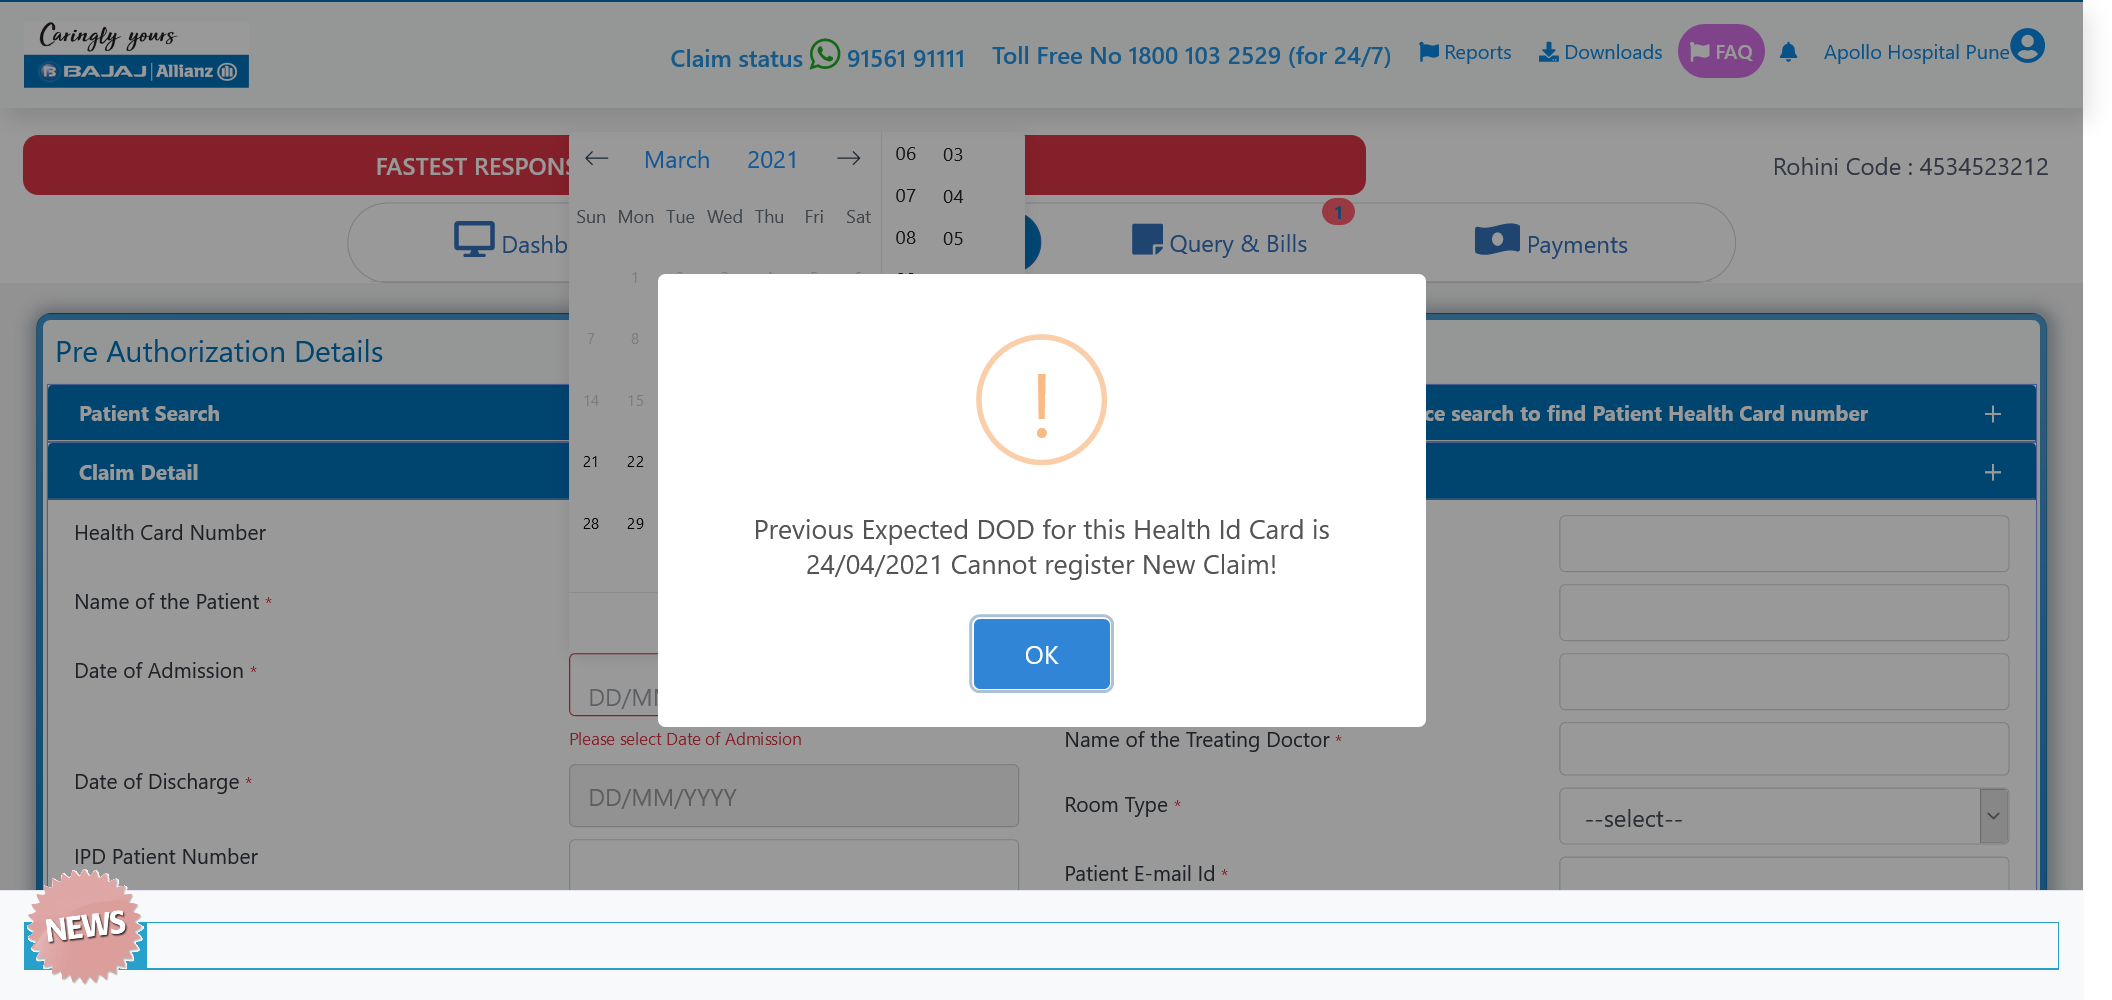 Caringly yours
BAJAJ | Allianz
Claim status 91561 91111
Toll Free No 1800 103 2529 (for 24/7)
Reports
Downloads
FAQ
Apollo Hospital Pune
FASTEST RESPONS
Rohini Code : 4534523212
Dashb
Query & Bills
1
Payments
March 2021
Sun Mon Tue Wed Thu Fri Sat
1
7 8
14 15
21 22
28 29
06 03
07 04
08 05
Pre Authorization Details
Patient Search
ce search to find Patient Health Card number
Claim Detail
Health Card Number
Name of the Patient *
Date of Admission *
DD/M
Please select Date of Admission
Date of Discharge *
DD/MM/YYYY
IPD Patient Number
Name of the Treating Doctor *
Room Type *
--select--
Patient E-mail Id *
!
Previous Expected DOD for this Health Id Card is
24/04/2021 Cannot register New Claim!
OK
NEWS